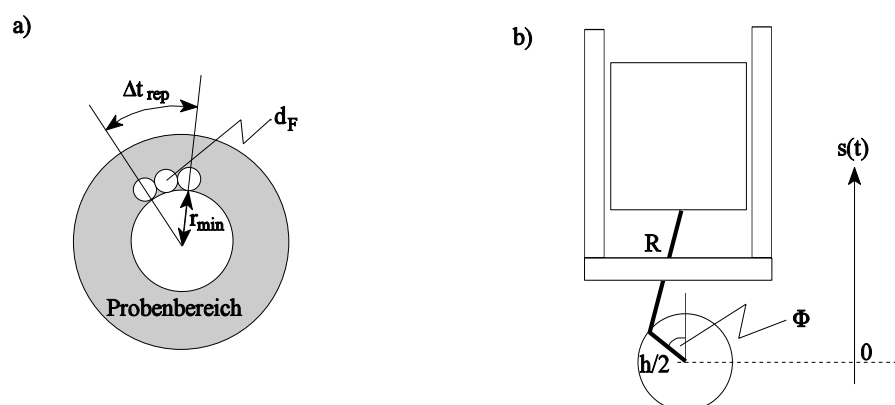 a)
Δt rep
d F
r min
Probenbereich
b)
s(t)
R
Φ
h/2
0